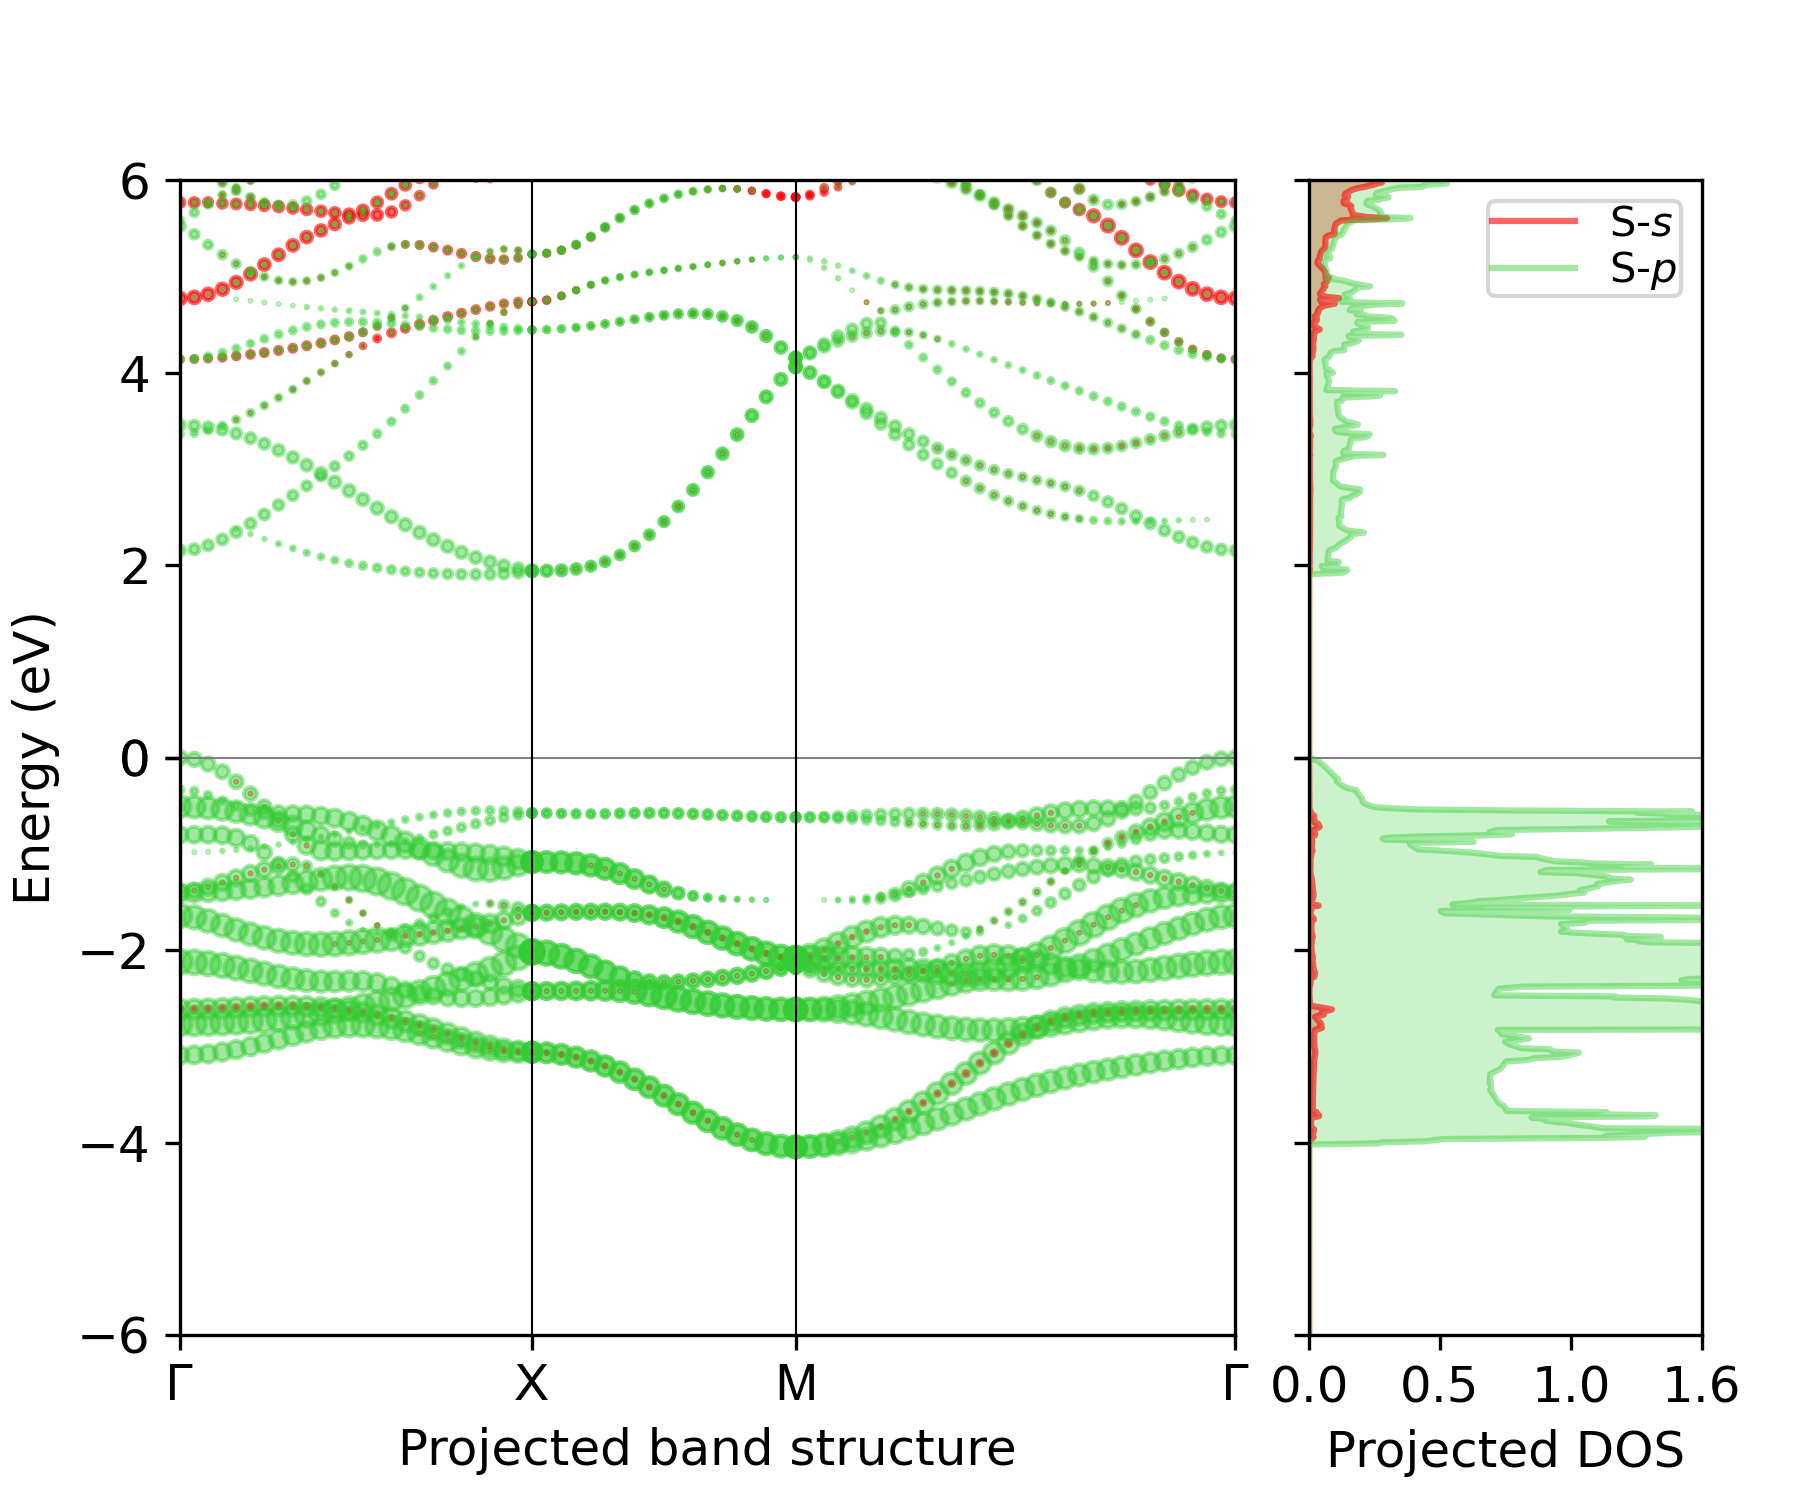 6
4
2
0
−2
−4
−6
Energy (eV)
Γ
X
M
Γ
Projected band structure
S-s
S-p
0.0
0.5
1.0
1.6
Projected DOS